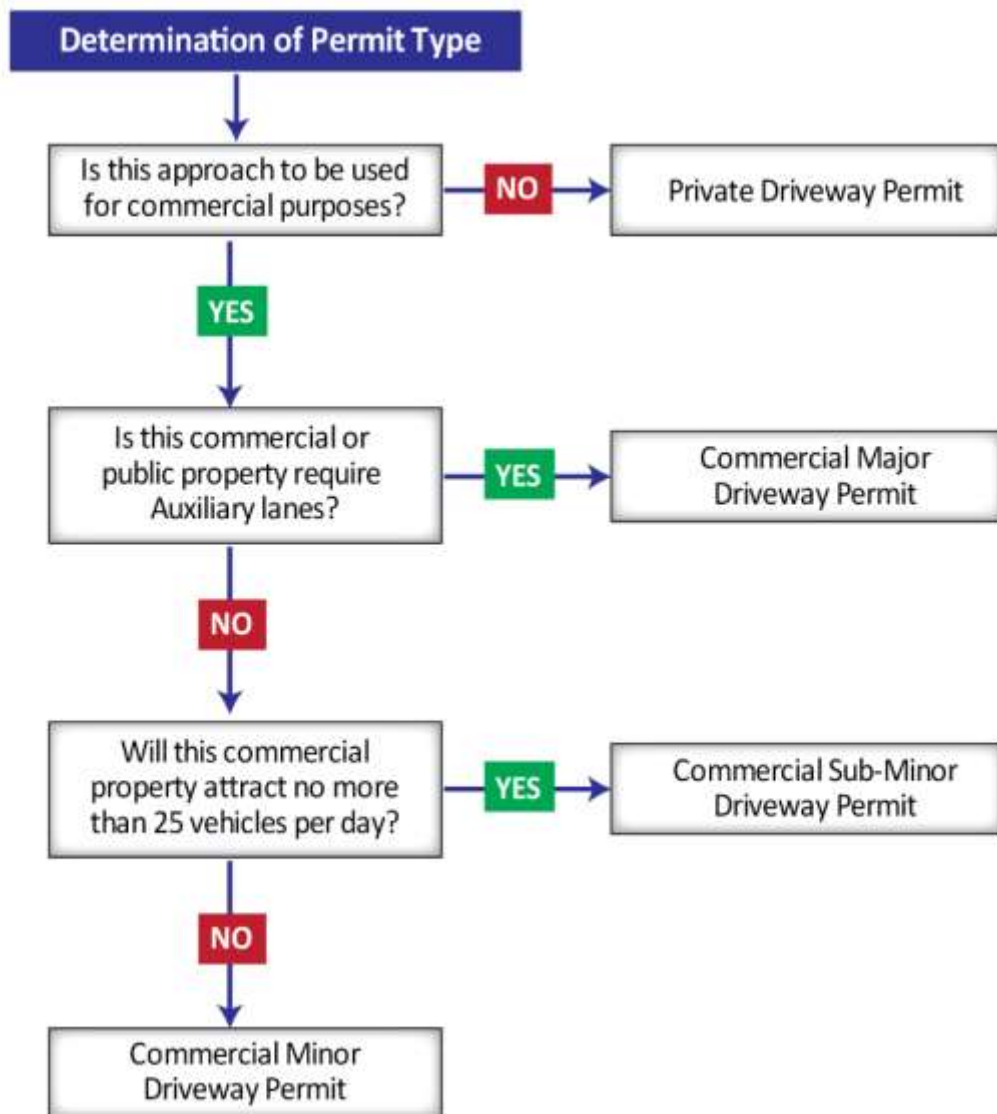 Determination of Permit Type
Is this approach to be used
for commercial purposes?
NO
Private Driveway Permit
YES
Is this commercial or
public property require
Auxiliary lanes?
YES
Commercial Major
Driveway Permit
NO
Will this commercial
property attract no more
than 25 vehicles per day?
YES
Commercial Sub-Minor
Driveway Permit
NO
Commercial Minor
Driveway Permit